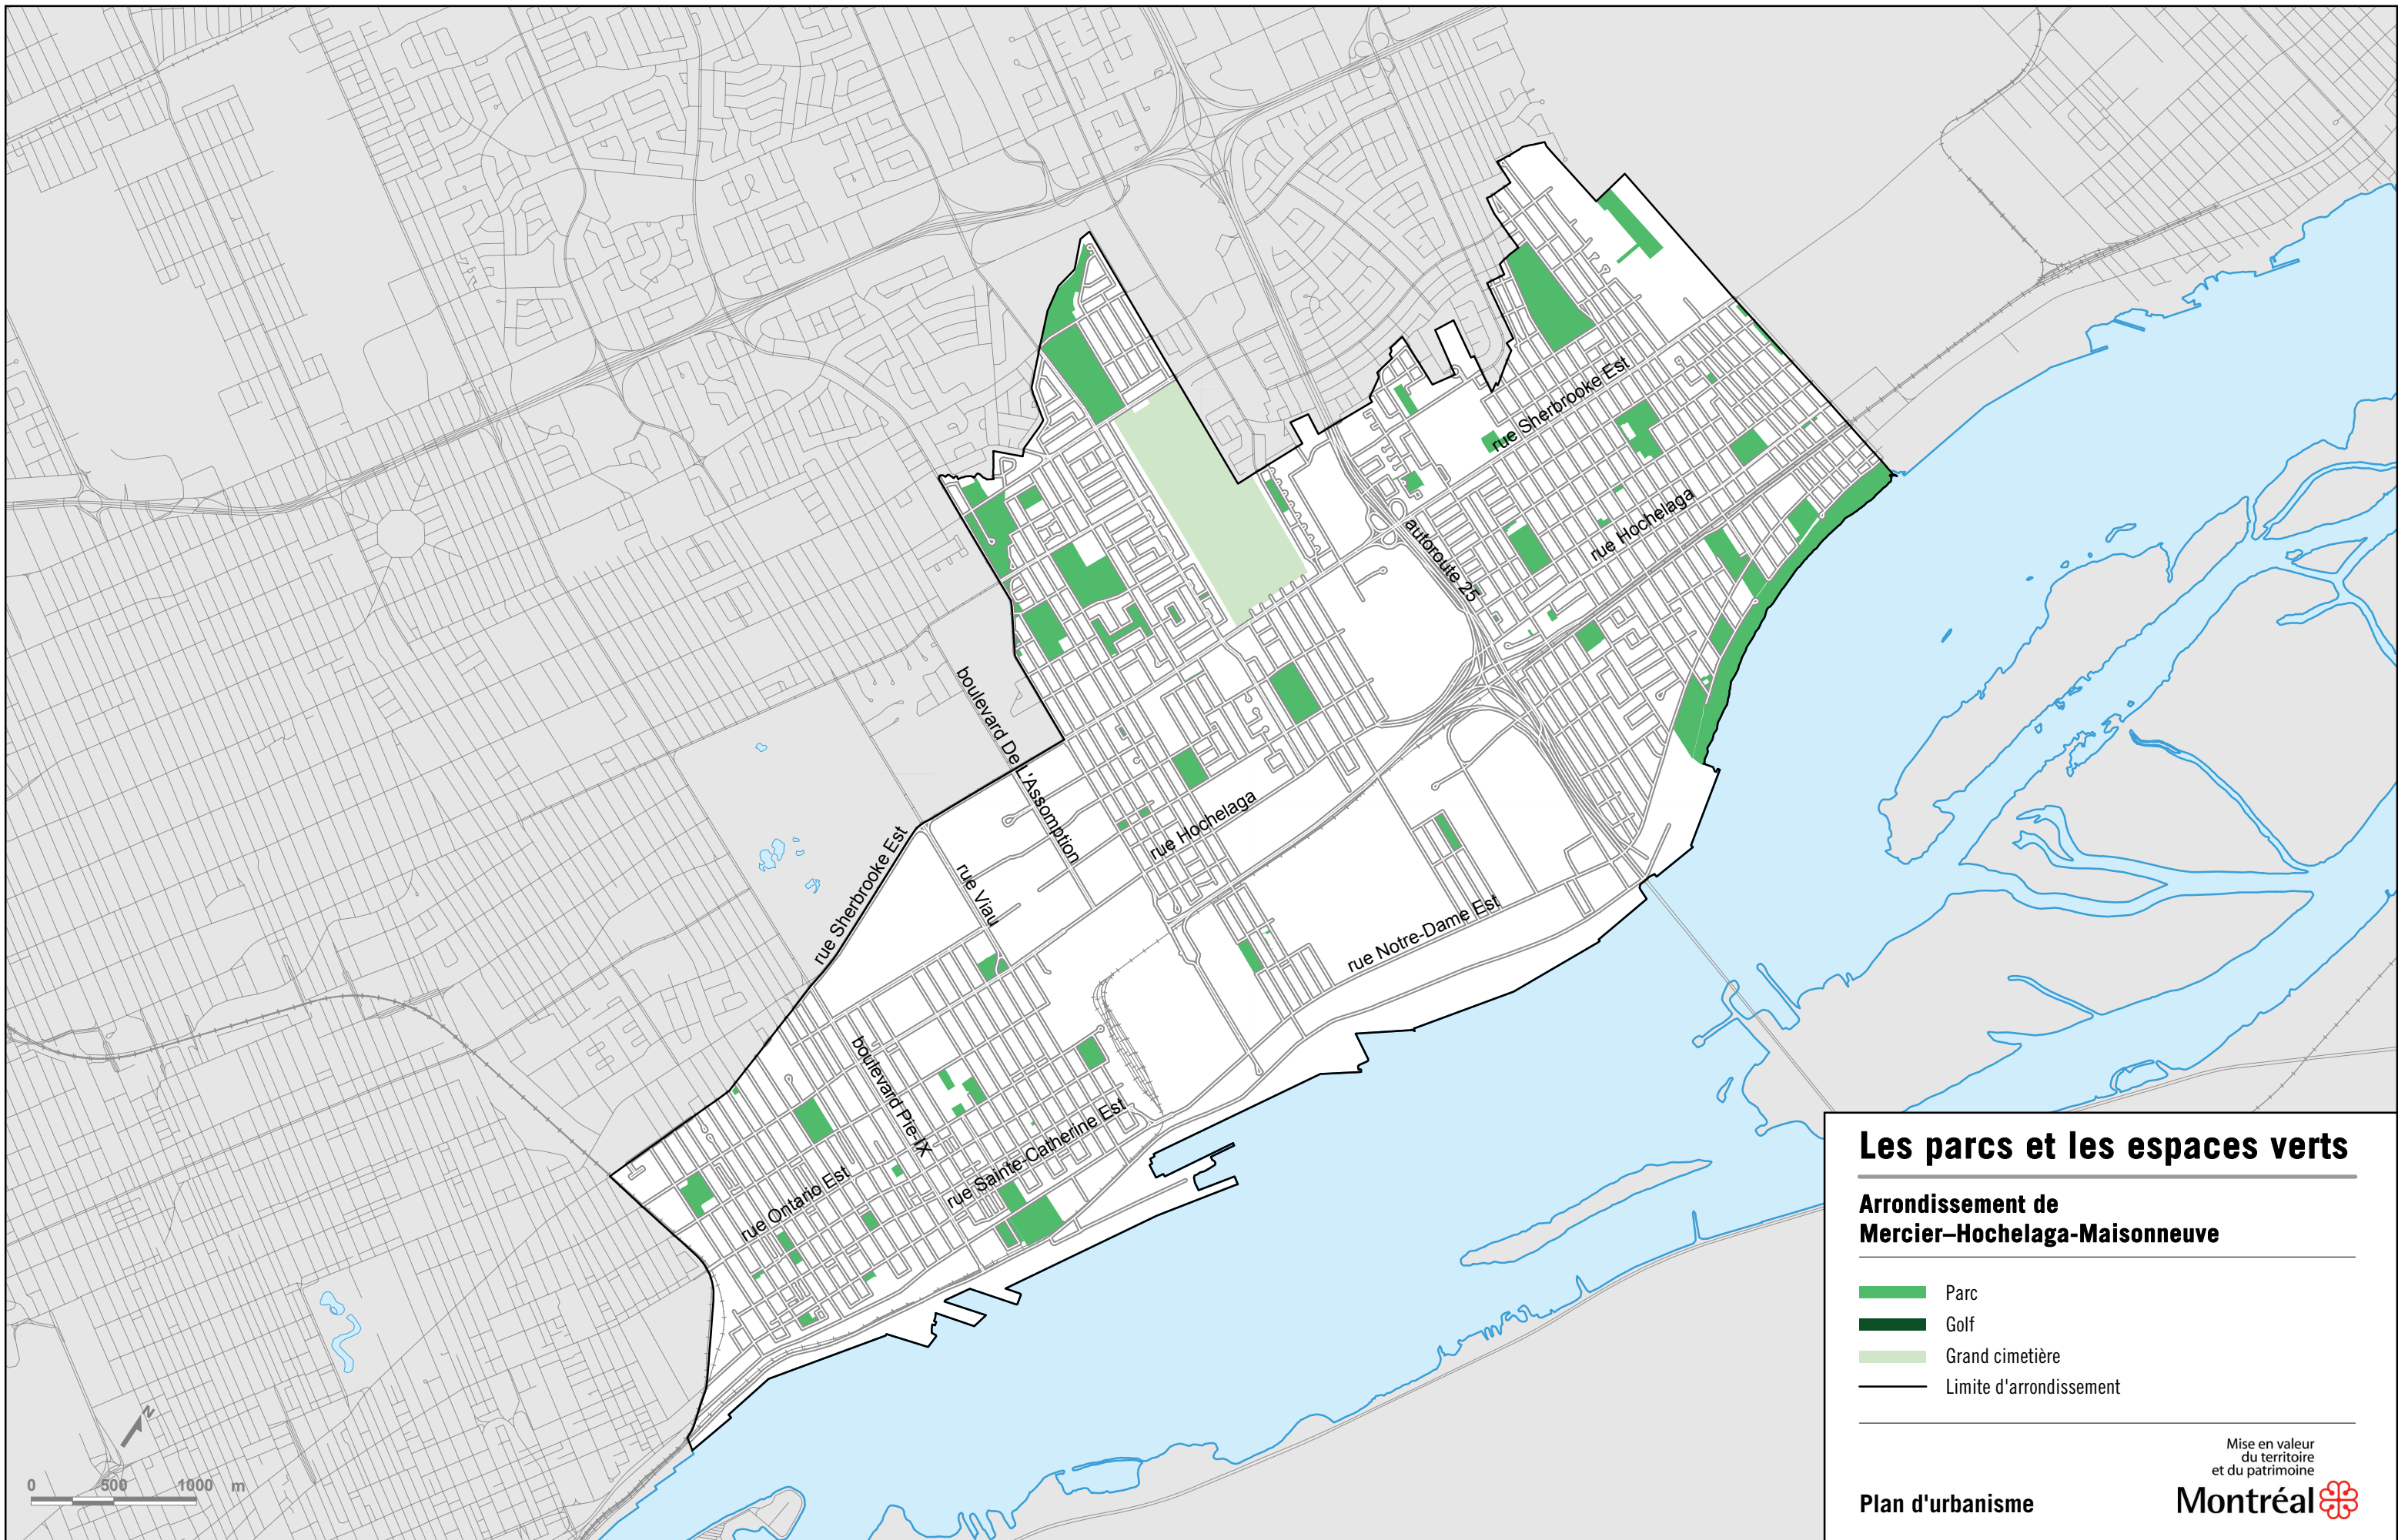 rue Sherbrooke Est
rue Hochelaga
autoroute 25
boulevard De L'Assomption
rue Hochelaga
rue Sherbrooke Est
rue Viau
rue Notre-Dame Est
boulevard Pie-IX
rue Sainte-Catherine Est
rue Ontario Est
N
0 500 1000 m
Les parcs et les espaces verts
Arrondissement de
Mercier–Hochelaga-Maisonneuve
Parc
Golf
Grand cimetière
Limite d'arrondissement
Mise en valeur
du territoire
et du patrimoine
Plan d'urbanisme
Montréal